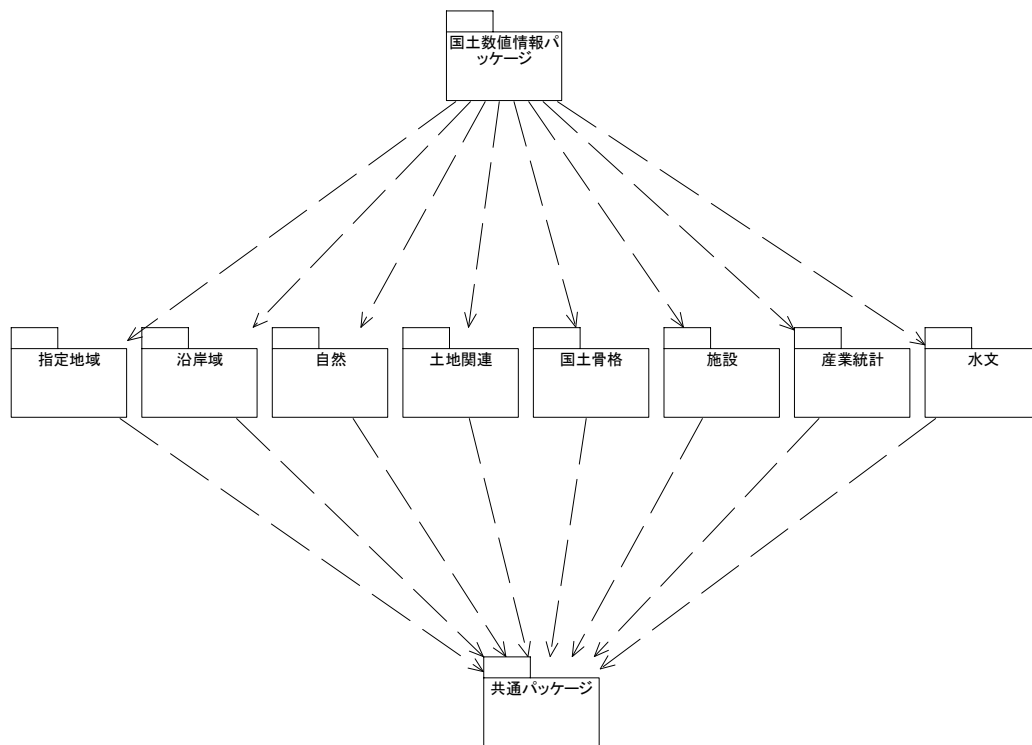 国土数値情報パ
ッケージ
指定地域
沿岸域
自然
土地関連
国土骨格
施設
産業統計
水文
共通パッケージ